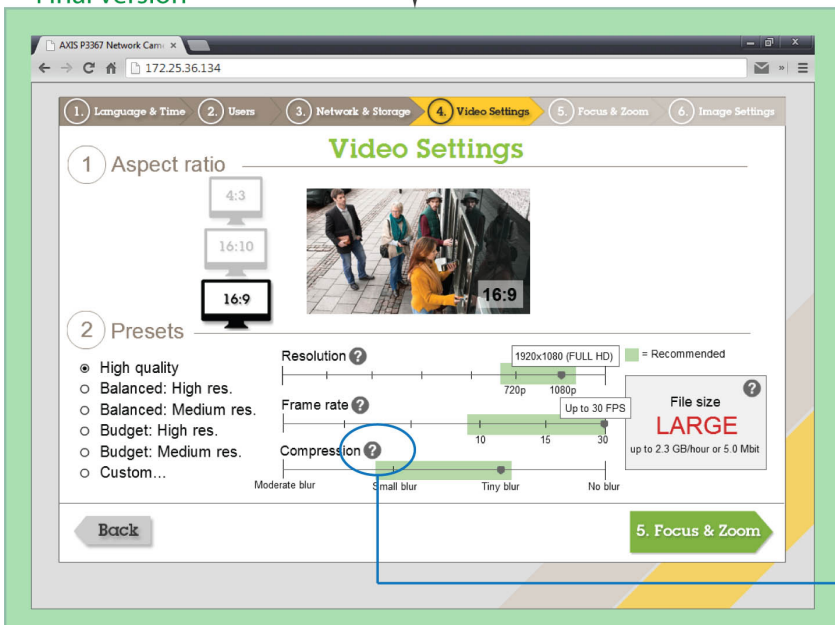 Final version
AXIS P3367 Network Came ×
172.25.36.134
1. Language & Time 2. Users 3. Network & Storage 4. Video Settings 5. Focus & Zoom 6. Image Settings
Video Settings
1 Aspect ratio
4:3
16:10
16:9
16:9
2 Presets
High quality
Balanced: High res.
Balanced: Medium res.
Budget: High res.
Budget: Medium res.
Custom...
Resolution ?
1920x1080 (FULL HD)
= Recommended
720p 1080p
Frame rate ?
Up to 30 FPS
10 15 30
Compression ?
Moderate blur Small blur Tiny blur No blur
?
File size
LARGE
up to 2.3 GB/hour or 5.0 Mbit
Back
5. Focus & Zoom